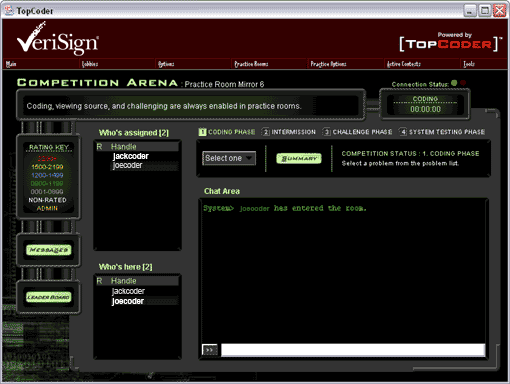 TopCoder
VeriSign
Powered by
[TOPCODER]™
Main Lobbies Options Practice Rooms Practice Options Active Contests Tools
COMPETITION ARENA : Practice Room Mirror 6
Connection Status:
Coding, viewing source, and challenging are always enabled in practice rooms.
CODING
00:00:00
RATING KEY
1500-2199
1200-1499
0900-1199
0001-0899
NON-RATED
ADMIN
MESSAGES
LEADER BOARD
Who's assigned [2]
R Handle
jackcoder
joecoder
Who's here [2]
R Handle
jackcoder
joecoder
1 CODING PHASE 2 INTERMISSION 3 CHALLENGE PHASE 4 SYSTEM TESTING PHASE
Select one
SUMMARY
COMPETITION STATUS : 1. CODING PHASE
Select a problem from the problem list.
Chat Area
System> joecoder has entered the room.
>>